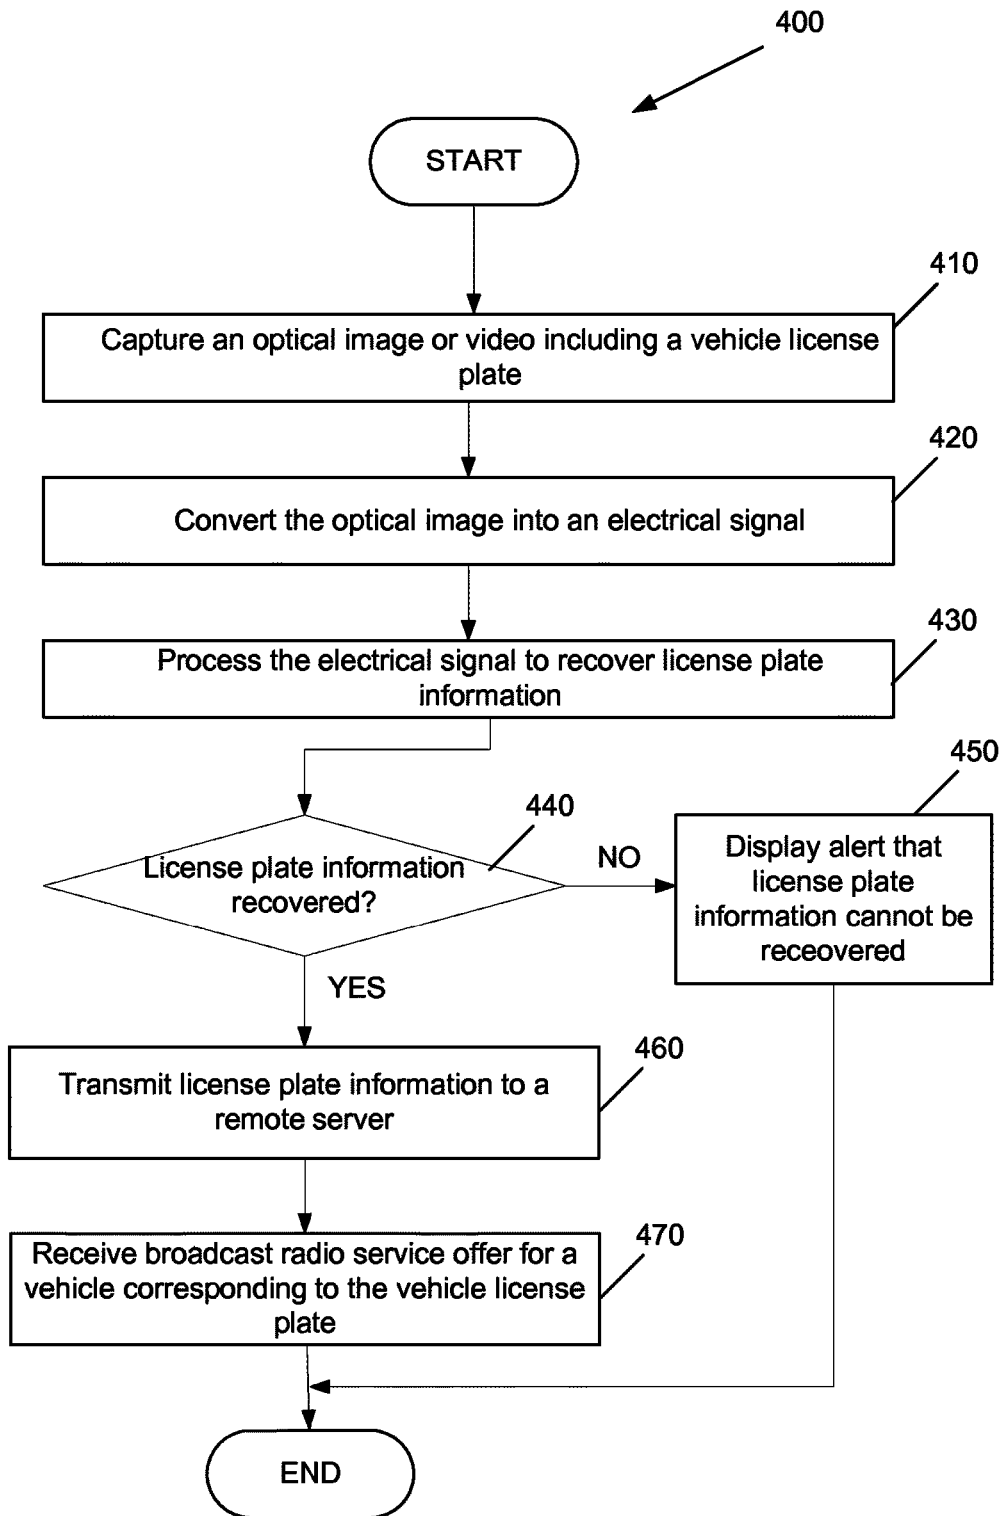 400
START
410
Capture an optical image or video including a vehicle license
plate
420
Convert the optical image into an electrical signal
430
Process the electrical signal to recover license plate
information
440
License plate information
recovered?
NO
450
Display alert that
license plate
information cannot be
receovered
YES
460
Transmit license plate information to a
remote server
470
Receive broadcast radio service offer for a
vehicle corresponding to the vehicle license
plate
END